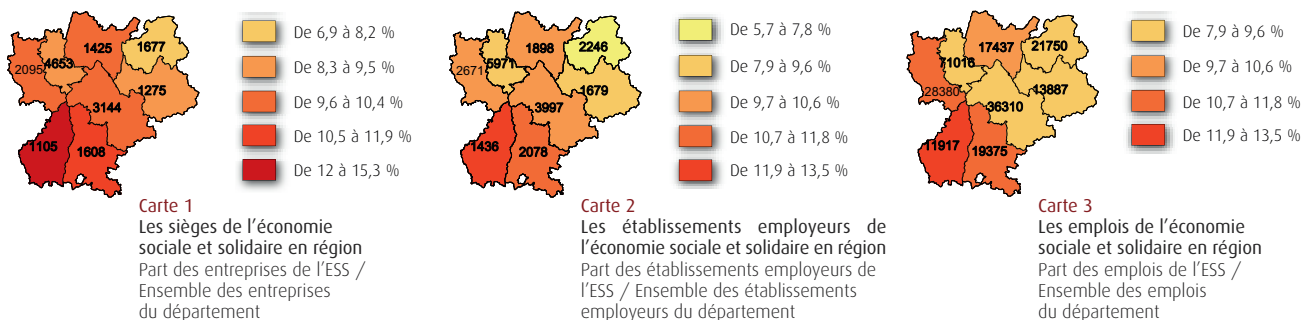 1425
1677
4653
2095
1275
3144
1105
1608
De 6,9 à 8,2 %
De 8,3 à 9,5 %
De 9,6 à 10,4 %
De 10,5 à 11,9 %
De 12 à 15,3 %
Carte 1
Les sièges de l’économie
sociale et solidaire en région
Part des entreprises de l’ESS /
Ensemble des entreprises
du département
1898
2246
5971
2671
1679
3997
1436
2078
De 5,7 à 7,8 %
De 7,9 à 9,6 %
De 9,7 à 10,6 %
De 10,7 à 11,8 %
De 11,9 à 13,5 %
Carte 2
Les établissements employeurs de
l’économie sociale et solidaire en région
Part des établissements employeurs de
l’ESS / Ensemble des établissements
employeurs du département
17437
21750
71016
28380
13887
36310
11917
19375
De 7,9 à 9,6 %
De 9,7 à 10,6 %
De 10,7 à 11,8 %
De 11,9 à 13,5 %
Carte 3
Les emplois de l’économie
sociale et solidaire en région
Part des emplois de l’ESS /
Ensemble des emplois
du département